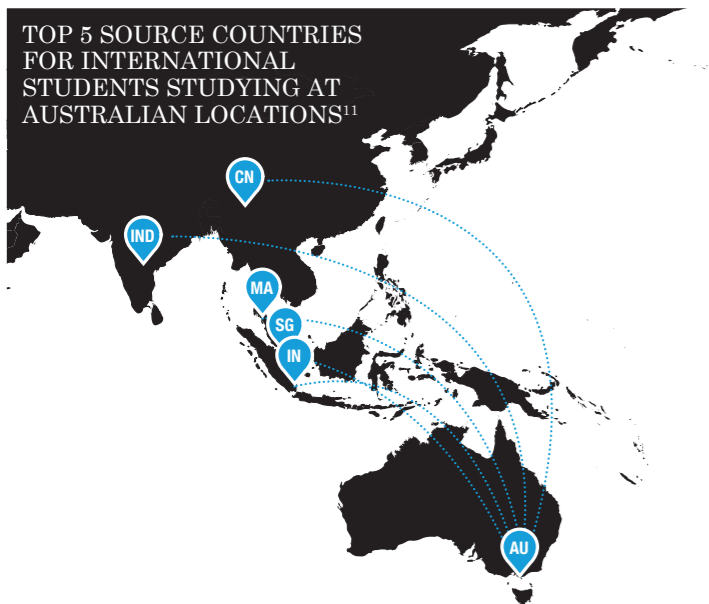 TOP 5 SOURCE COUNTRIES
FOR INTERNATIONAL
STUDENTS STUDYING AT
AUSTRALIAN LOCATIONS¹¹
CN
IND
MA
SG
IN
AU